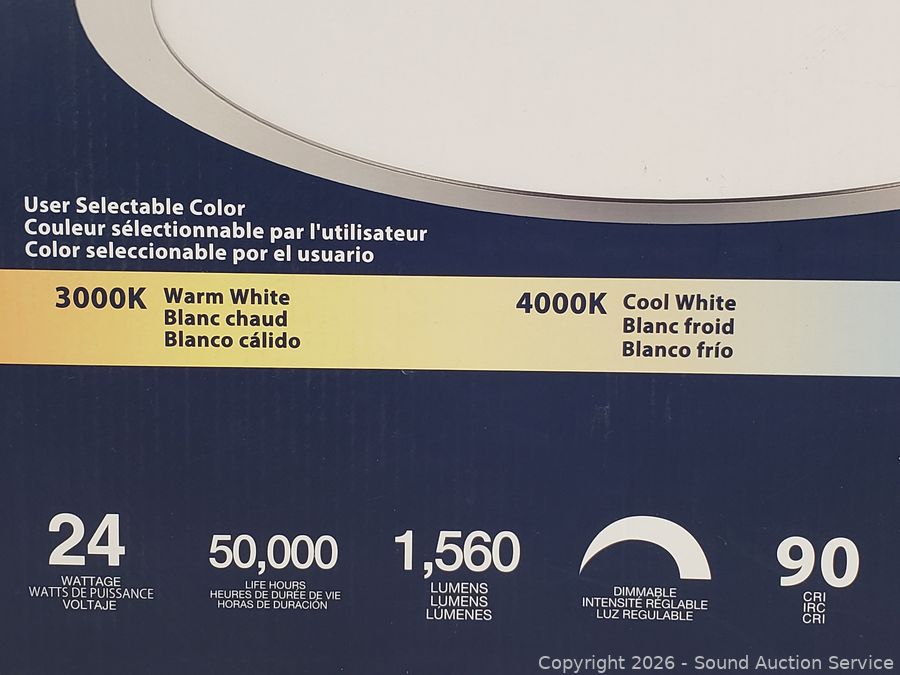 User Selectable Color
Couleur sélectionnable par l'utilisateur
Color seleccionable por el usuario
3000K Warm White
Blanc chaud
Blanco cálido
4000K Cool White
Blanc froid
Blanco frío
24
WATTAGE
WATTS DE PUISSANCE
VOLTAJE
50,000
LIFE HOURS
HEURES DE DURÉE DE VIE
HORAS DE DURACIÓN
1,560
LUMENS
LUMENS
LÚMENES
DIMMABLE
INTENSITÉ RÉGLABLE
LUZ REGULABLE
90
CRI
IRC
CRI
Copyright 2026 - Sound Auction Service